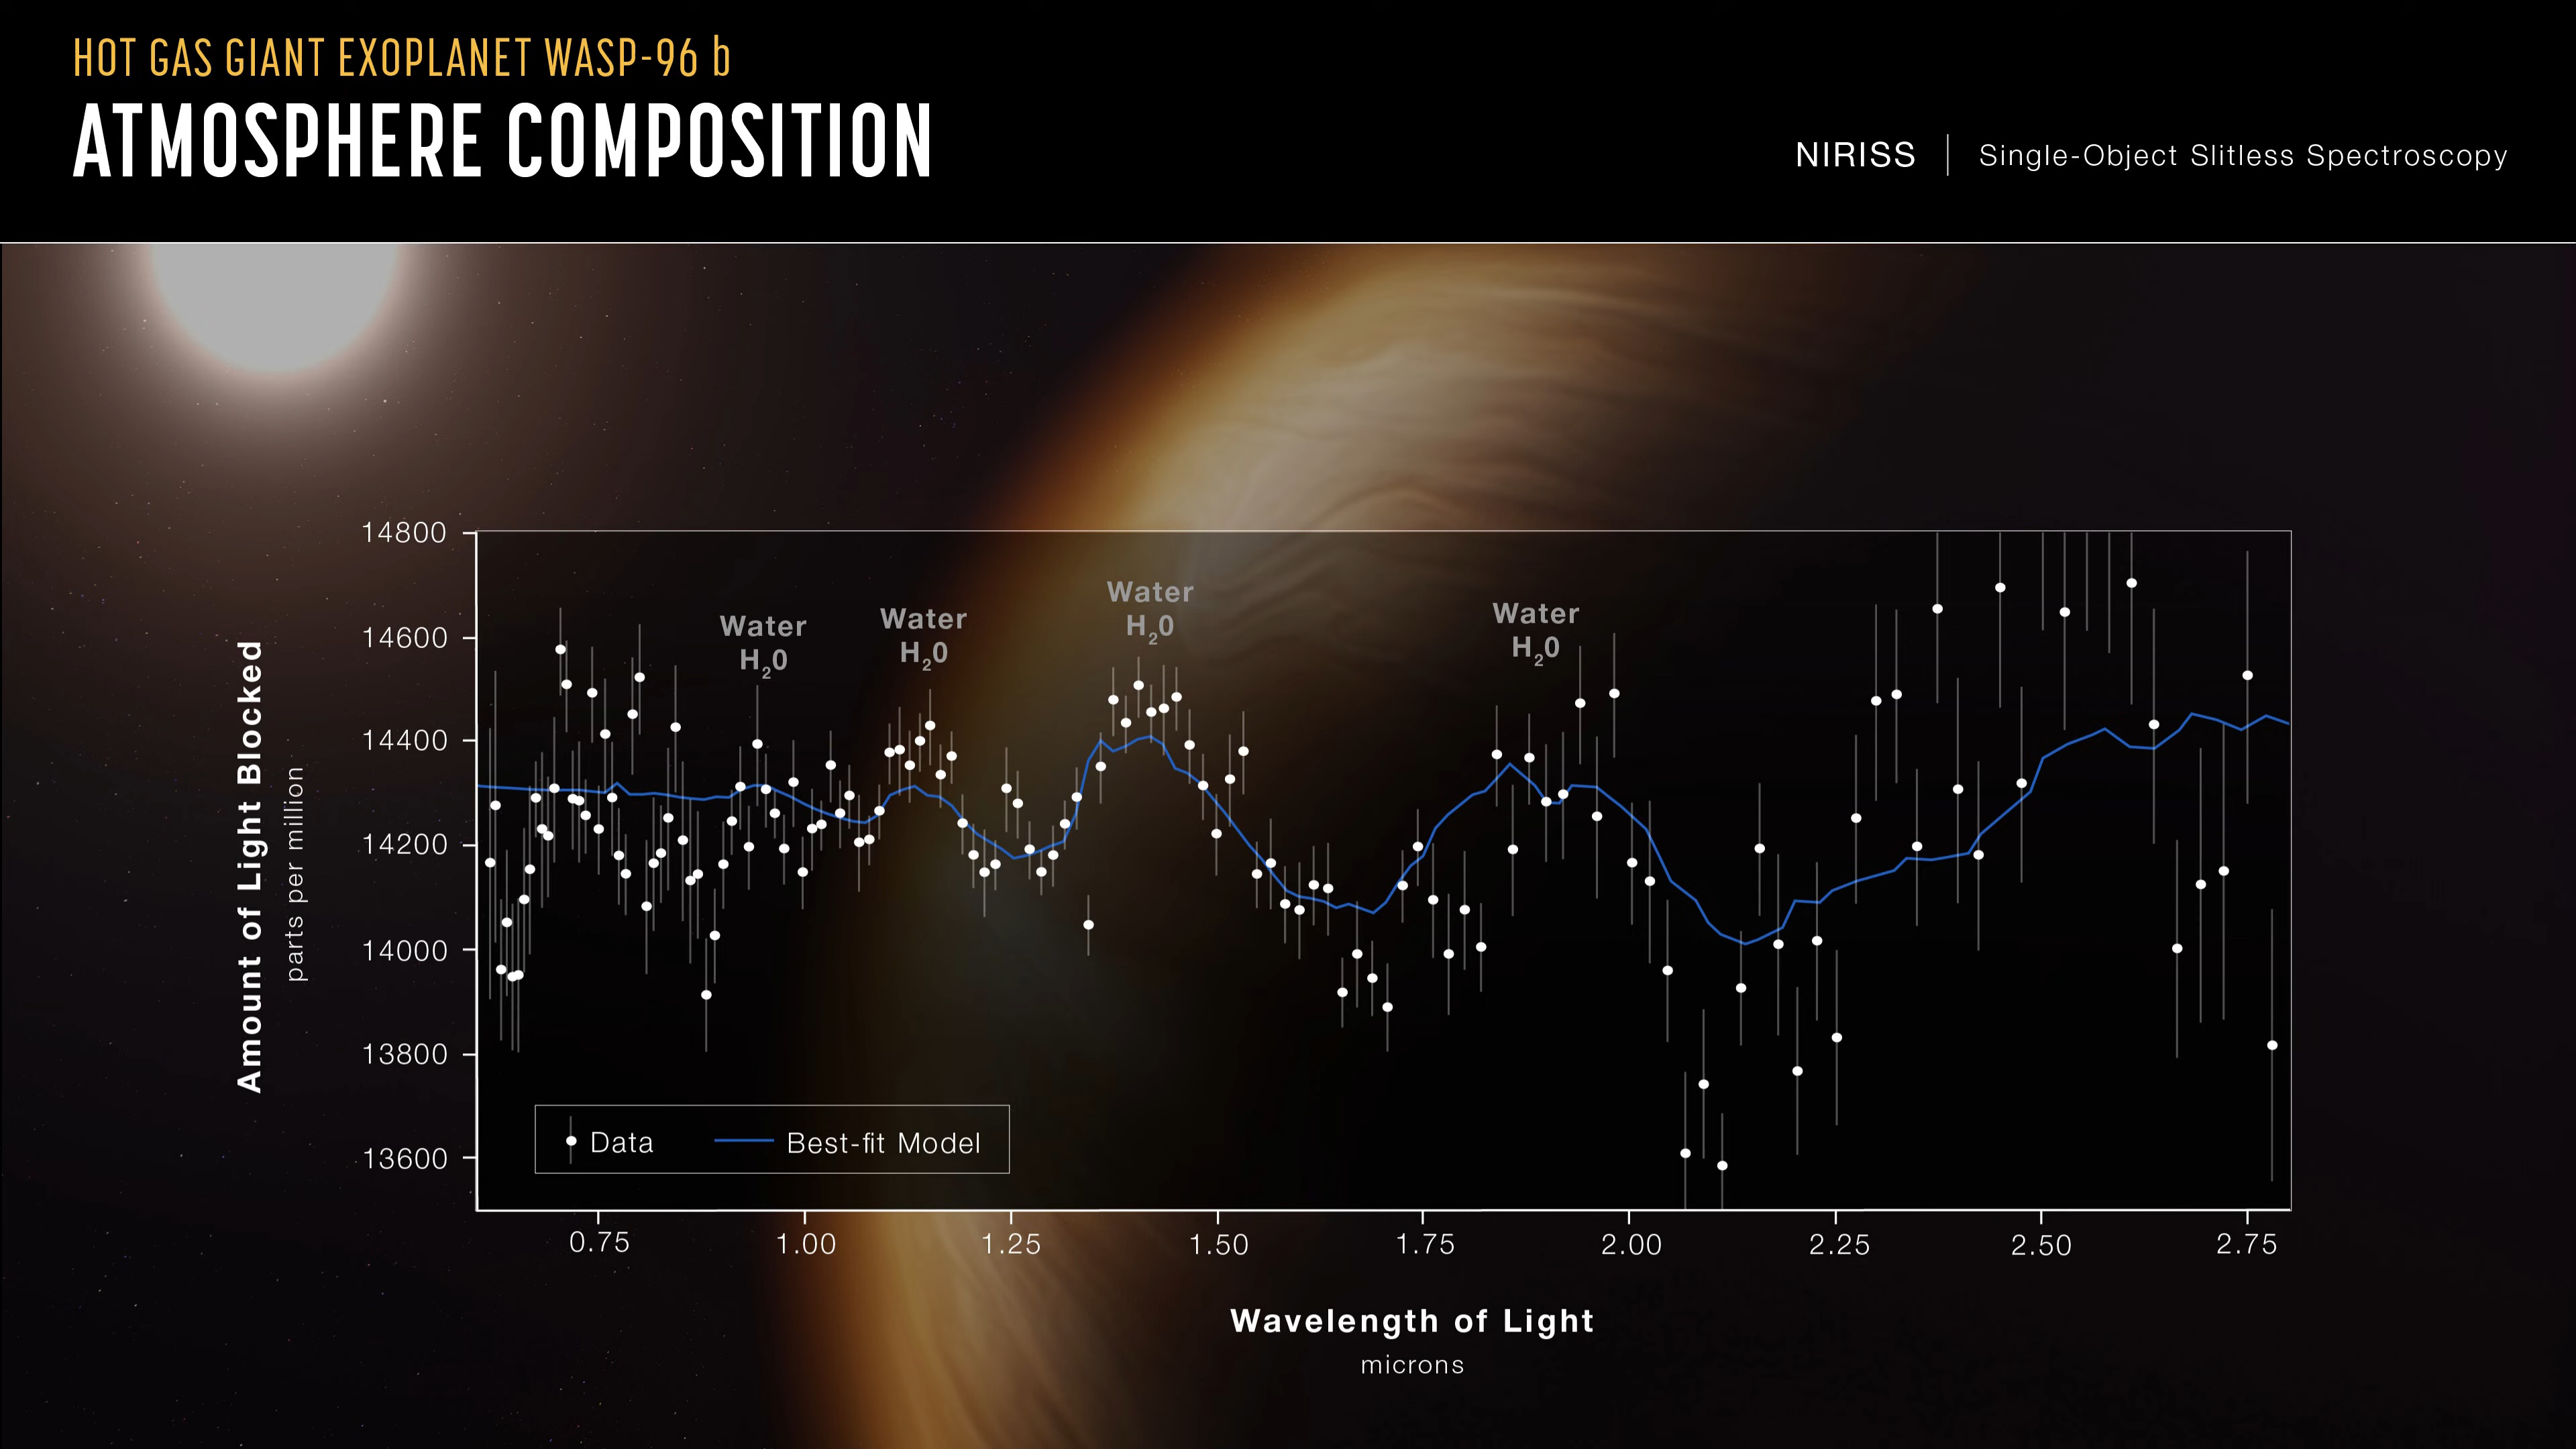 HOT GAS GIANT EXOPLANET WASP-96 b
ATMOSPHERE COMPOSITION
NIRISS | Single-Object Slitless Spectroscopy
Amount of Light Blocked
parts per million
14800
14600
14400
14200
14000
13800
13600
Water
H₂0
Water
H₂0
Water
H₂0
Water
H₂0
Data
Best-fit Model
0.75 1.00 1.25 1.50 1.75 2.00 2.25 2.50 2.75
Wavelength of Light
microns